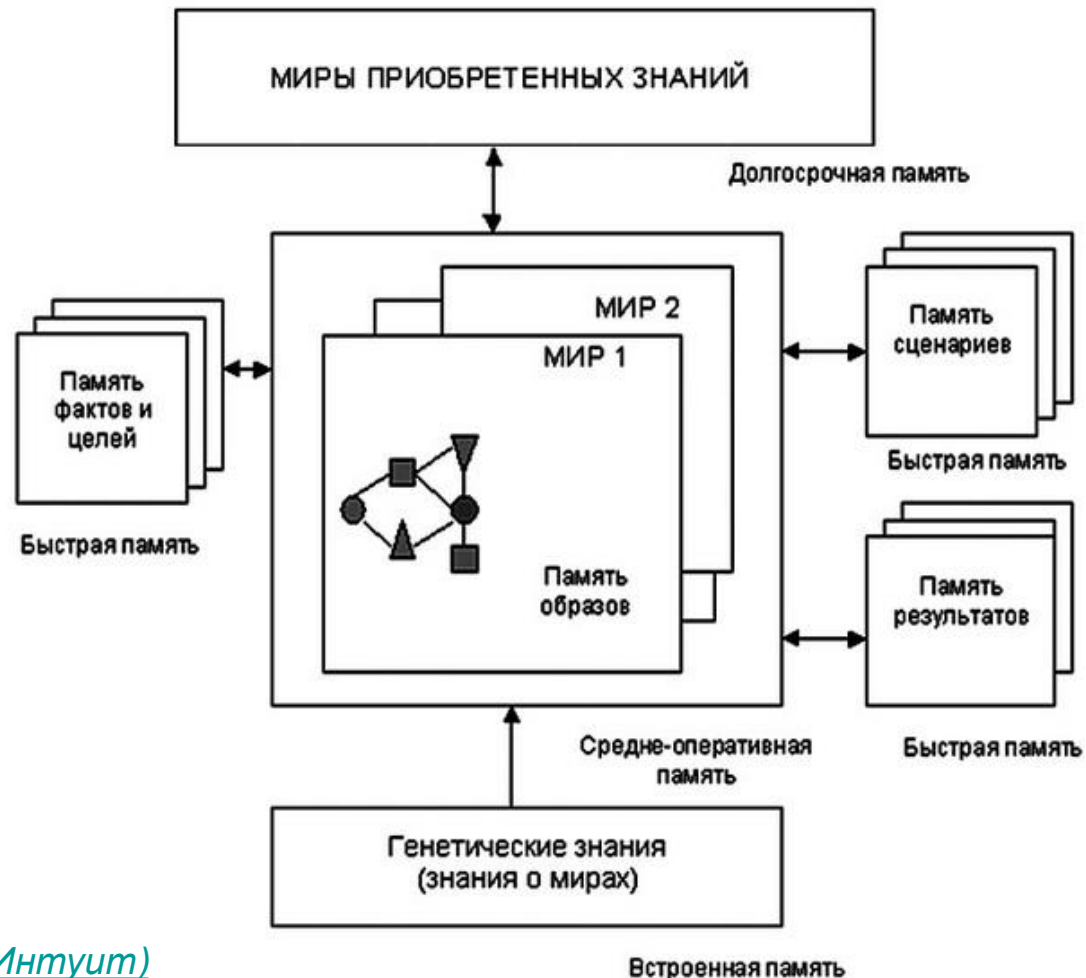 МИРЫ ПРИОБРЕТЕННЫХ ЗНАНИЙ
Долгосрочная память
МИР 2
МИР 1
Память
фактов и
целей
Быстрая память
Память
сценариев
Быстрая память
Память
образов
Память
результатов
Быстрая память
Средне-оперативная
память
Генетические знания
(знания о мирах)
Встроенная память
Интуит)